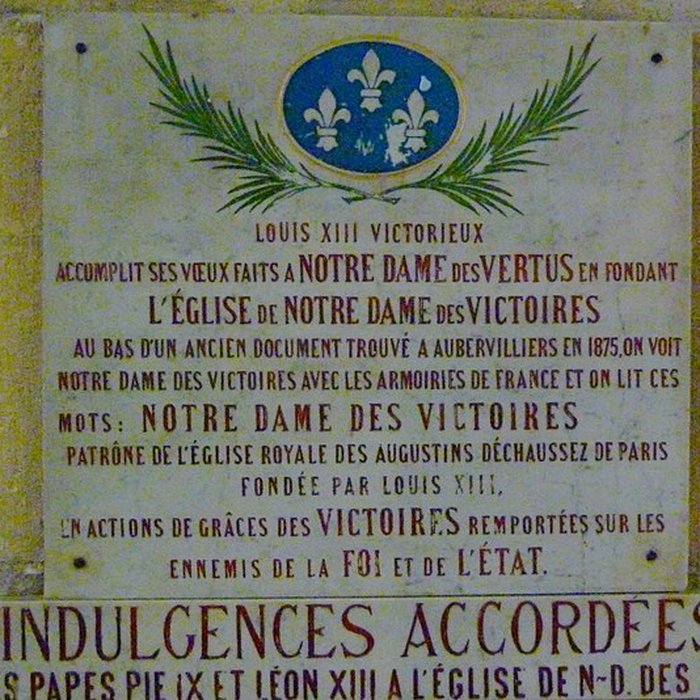 LOUIS XIII VICTORIEUX
ACCOMPLIT SES VŒUX FAITS A NOTRE DAME DES VERTUS EN FONDANT
L'ÉGLISE DE NOTRE DAME DES VICTOIRES
AU BAS D'UN ANCIEN DOCUMENT TROUVÉ A AUBERVILLIERS EN 1875, ON VOIT
NOTRE DAME DES VICTOIRES AVEC LES ARMOIRIES DE FRANCE ET ON LIT CES
MOTS: NOTRE DAME DES VICTOIRES
PATRÔNE DE L'ÉGLISE ROYALE DES AUGUSTINS DÉCHAUSSEZ DE PARIS
FONDÉE PAR LOUIS XIII,
EN ACTIONS DE GRÂCES DES VICTOIRES REMPORTÉES SUR LES
ENNEMIS DE LA FOI ET DE L'ÉTAT.
INDULGENCES ACCORDÉES
S PAPES PIE IX ET LÉON XIII A L'ÉGLISE DE N~D. DES